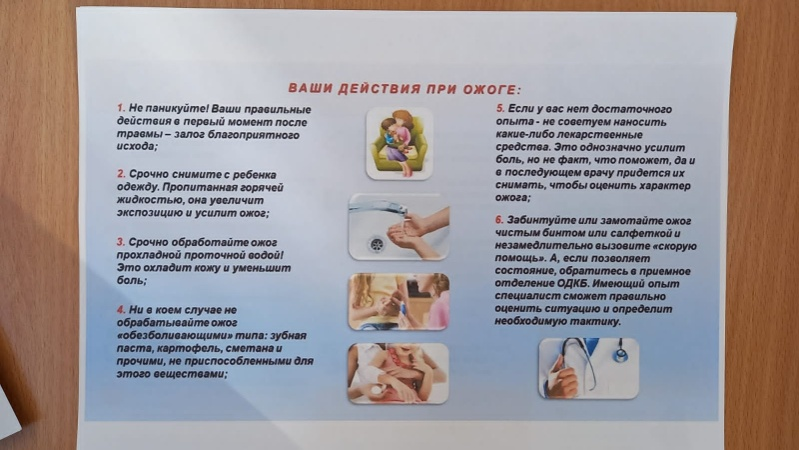 ВАШИ ДЕЙСТВИЯ ПРИ ОЖОГЕ:
1. Не паникуйте! Ваши правильные
действия в первый момент после
травмы – залог благоприятного
исхода;
2. Срочно снимите с ребенка
одежду. Пропитанная горячей
жидкостью, она увеличит
экспозицию и усилит ожог;
3. Срочно обработайте ожог
прохладной проточной водой!
Это охладит кожу и уменьшит
боль;
4. Ни в коем случае не
обрабатывайте ожог
«обезболивающими» типа: зубная
паста, картофель, сметана и
прочими, не приспособленными для
этого веществами;
5. Если у вас нет достаточного
опыта - не советуем наносить
какие-либо лекарственные
средства. Это однозначно усилит
боль, но не факт, что поможет, да и
в последующем врачу придется их
снимать, чтобы оценить характер
ожога;
6. Забинтуйте или замотайте ожог
чистым бинтом или салфеткой и
незамедлительно вызовите «скорую
помощь». А, если позволяет
состояние, обратитесь в приемное
отделение ОДКБ. Имеющий опыт
специалист сможет правильно
оценить ситуацию и определит
необходимую тактику.